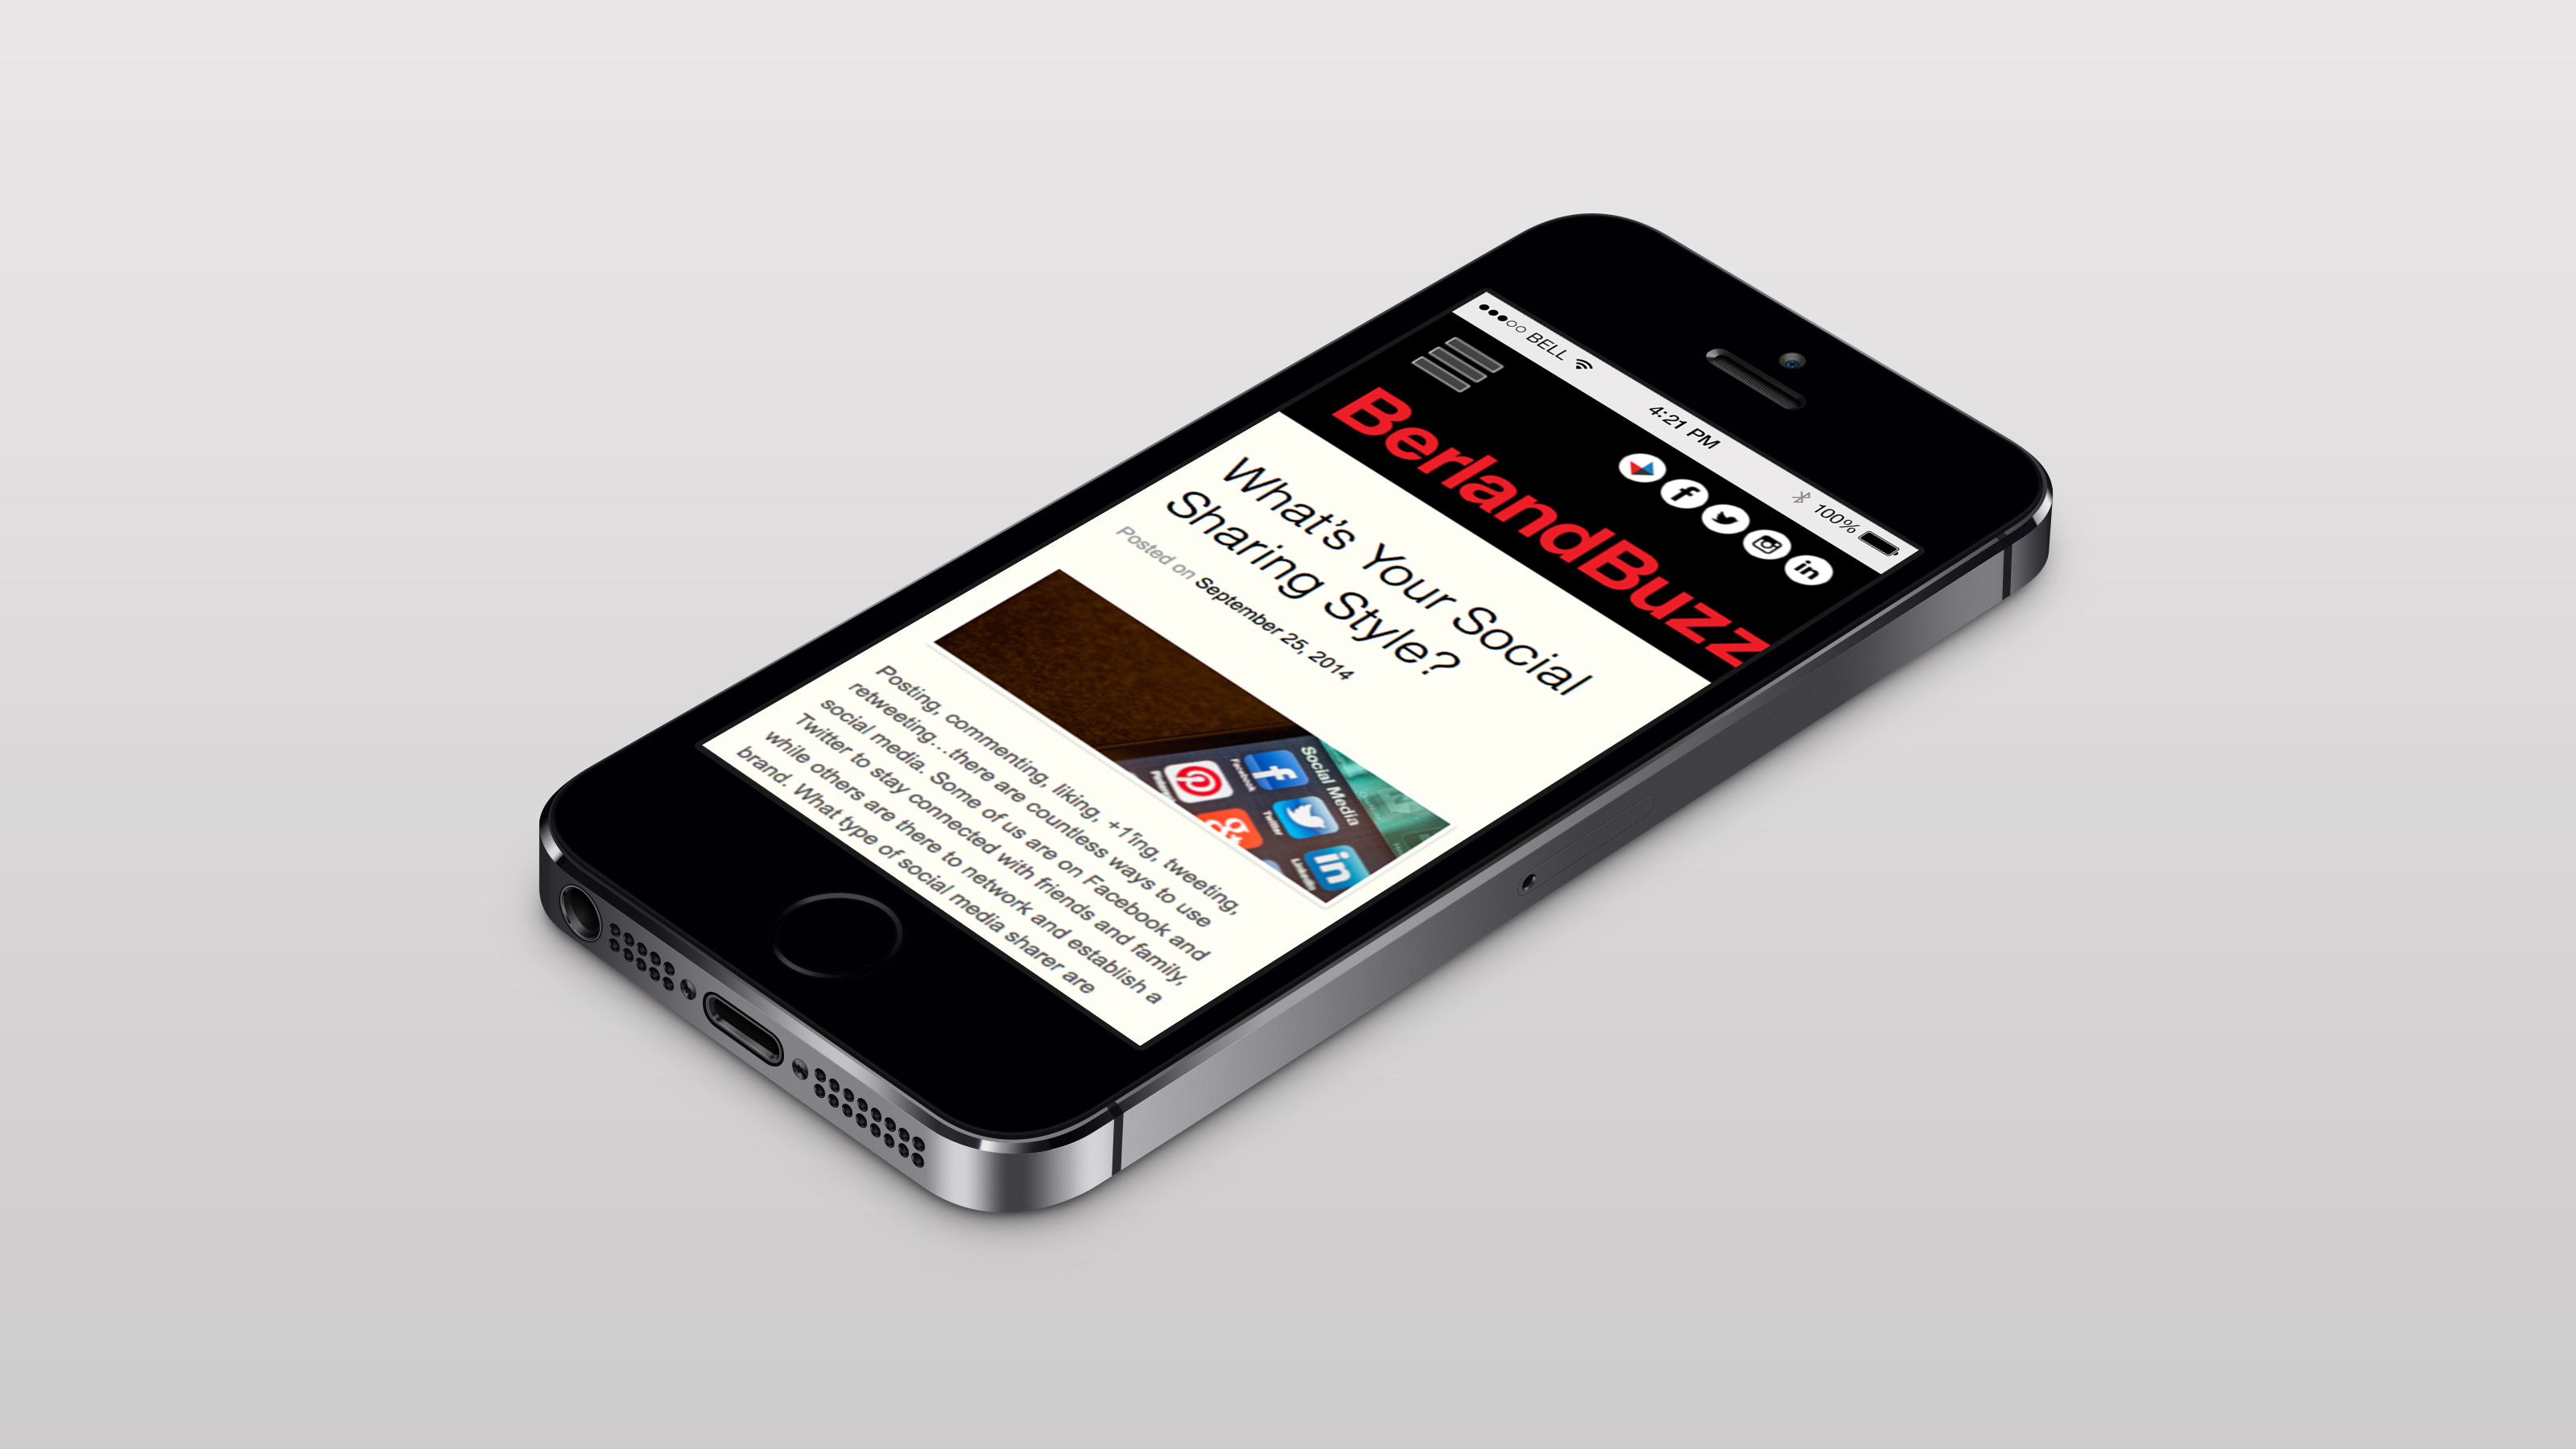 BELL 4:21 PM 100%
BerlandBuzz
What's Your Social
Sharing Style?
Posted on September 25, 2014
Social Media
Facebook
Twitter
LinkedIn
Posting, commenting, liking, +1'ing, tweeting,
retweeting...there are countless ways to use
social media. Some of us are on Facebook and
Twitter to stay connected with friends and family,
while others are there to network and establish a
brand. What type of social media sharer are